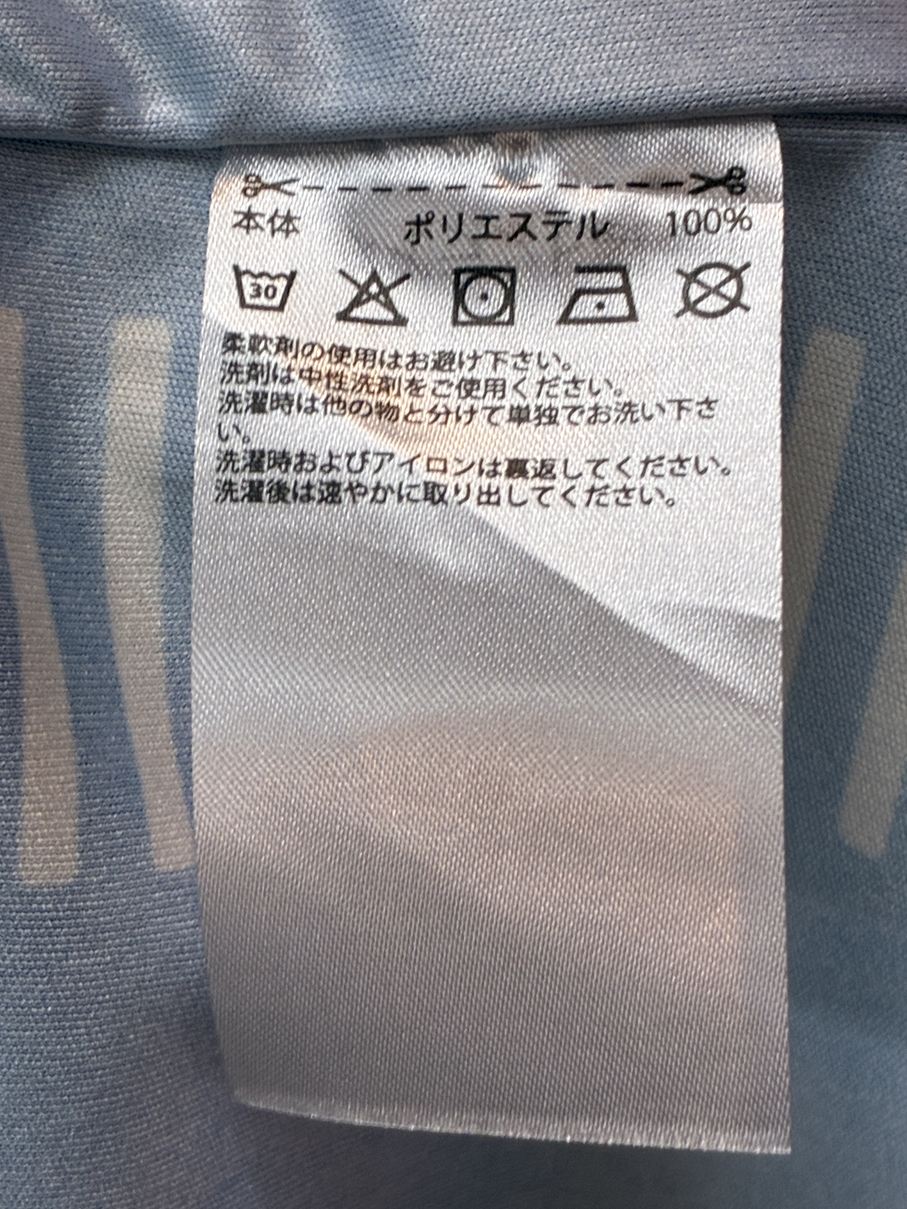 本体 ポリエステル 100%
30
柔軟剤の使用はお避け下さい。
洗剤は中性洗剤をご使用ください。
洗濯時は他の物と分けて単独でお洗い下さ
い。
洗濯時およびアイロンは裏返してください。
洗濯後は速やかに取り出してください。